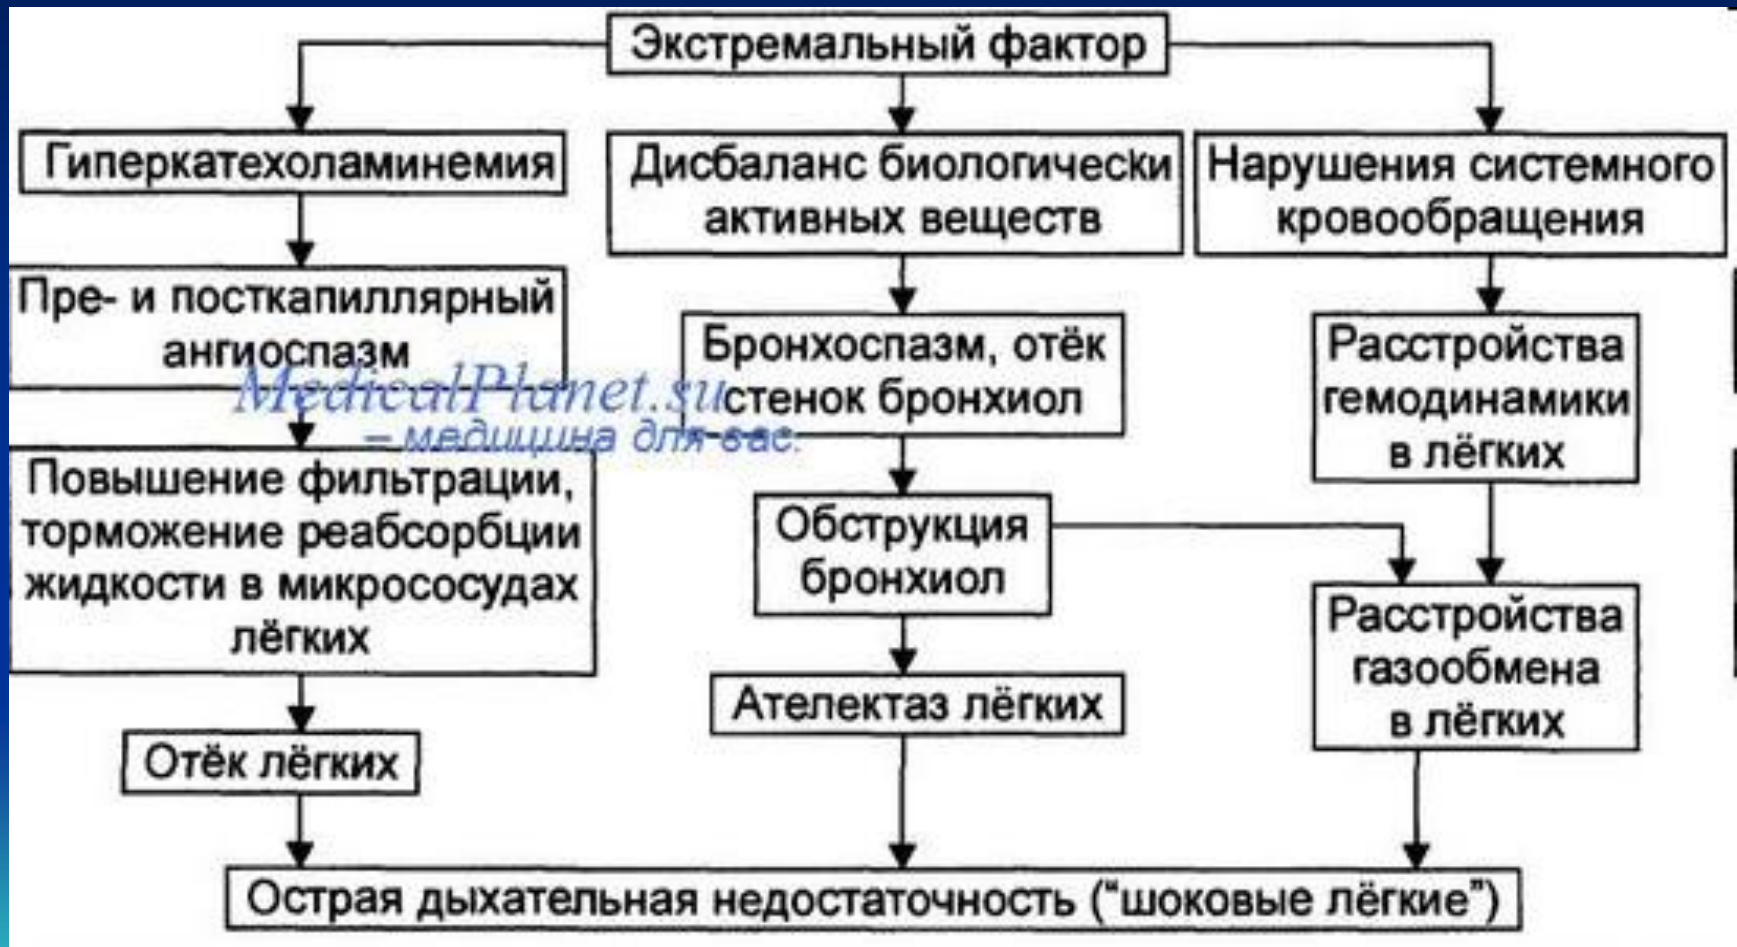 Экстремальный фактор
Гиперкатехоламинемия
Дисбаланс биологически
активных веществ
Нарушения системного
кровообращения
Пре- и посткапиллярный
ангиоспазм
Бронхоспазм, отёк
стенок бронхиол
Расстройства
гемодинамики
в лёгких
MedicalPlanet.su
– медицина для вас.
Повышение фильтрации,
торможение реабсорбции
жидкости в микрососудах
лёгких
Обструкция
бронхиол
Расстройства
газообмена
в лёгких
Отёк лёгких
Ателектаз лёгких
Острая дыхательная недостаточность (“шоковые лёгкие”)